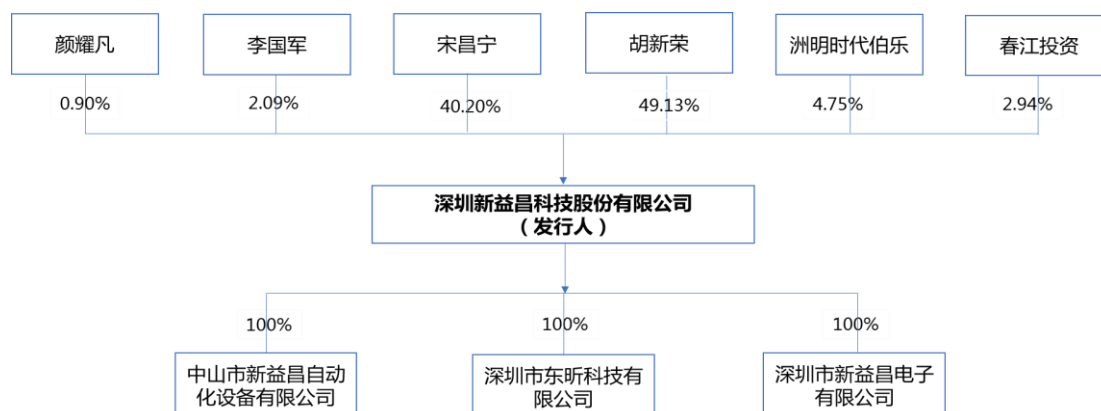 颜耀凡
李国军
宋昌宁
胡新荣
洲明时代伯乐
春江投资
0.90%
2.09%
40.20%
49.13%
4.75%
2.94%
深圳新益昌科技股份有限公司
（发行人）
100%
100%
100%
中山市新益昌自动
化设备有限公司
深圳市东昕科技有
限公司
深圳市新益昌电子
有限公司